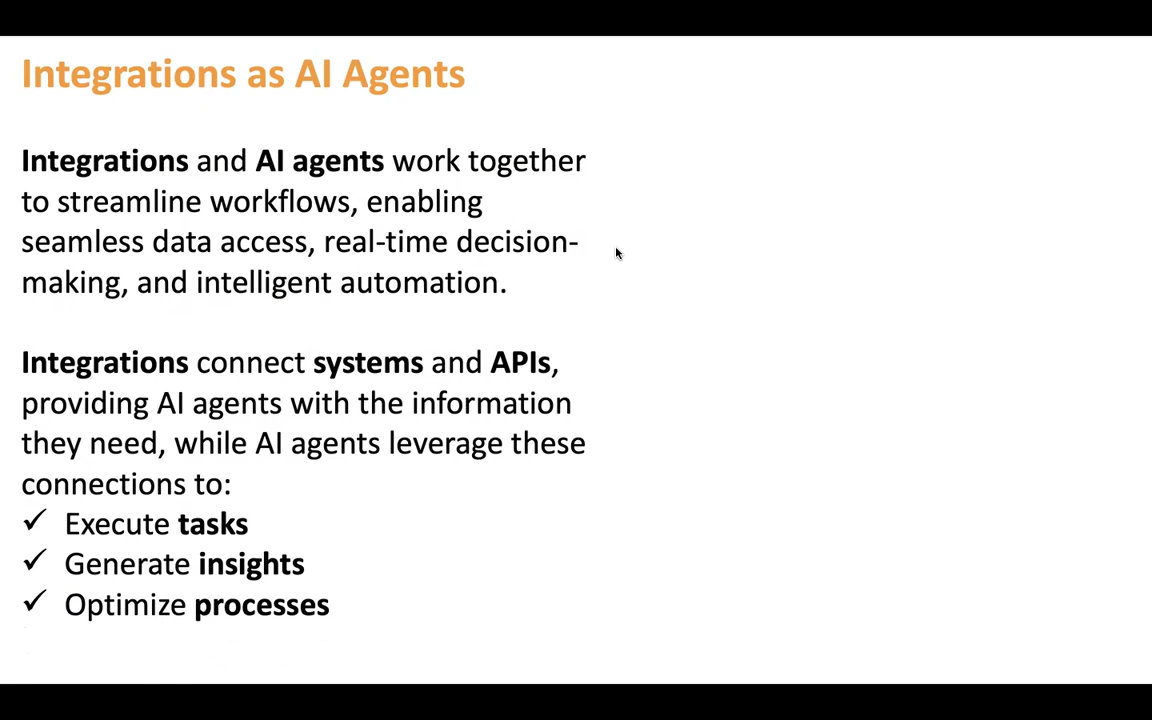 Integrations as AI Agents
Integrations and AI agents work together
to streamline workflows, enabling
seamless data access, real-time decision-
making, and intelligent automation.
Integrations connect systems and APIs,
providing AI agents with the information
they need, while AI agents leverage these
connections to:
✓ Execute tasks
✓ Generate insights
✓ Optimize processes